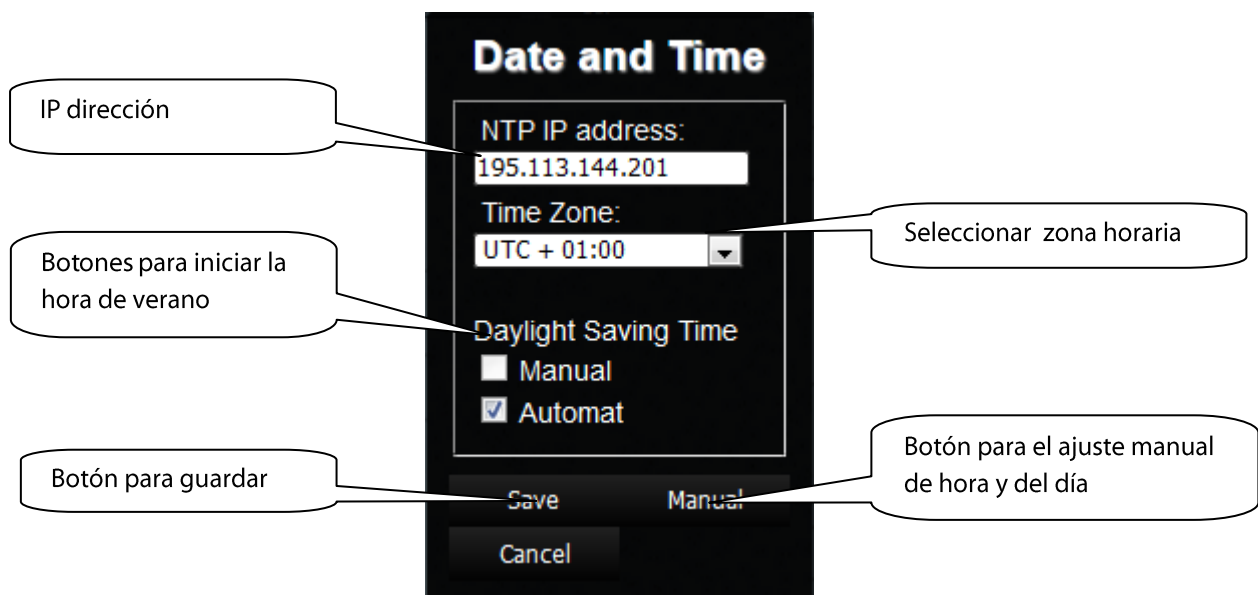 Date and Time
IP dirección
NTP IP address:
195.113.144.201
Time Zone:
Seleccionar zona horaria
UTC + 01:00
Botones para iniciar la
hora de verano
Daylight Saving Time
Manual
Automat
Botón para el ajuste manual
de hora y del día
Botón para guardar
Save
Manual
Cancel